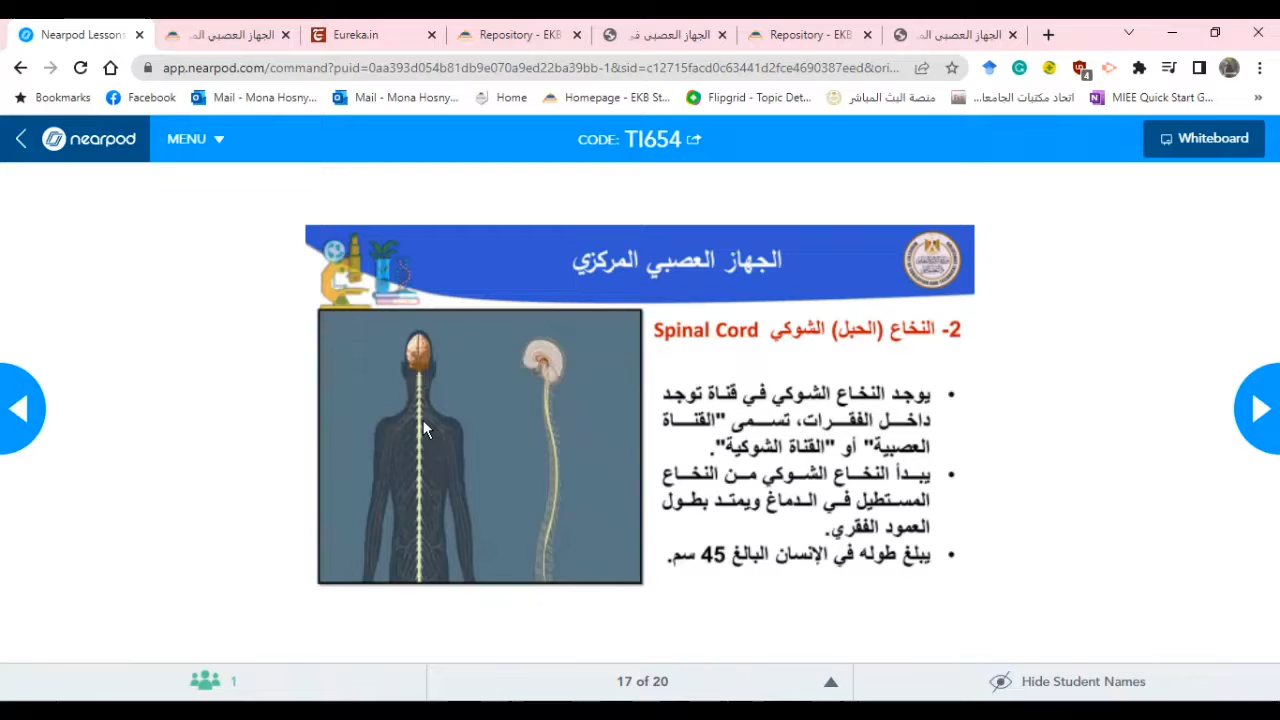 Nearpod Lessons
الجهاز العصبي الم
Eureka.in
Repository - EKB
الجهاز العصبي في
Repository - EKB
الجهاز العصبي الم
app.nearpod.com/command?puid=0aa393d054b81db9e070a9ed22ba39bb-1&sid=c12715facd0c63441d2fce4690387eed&ori...
4
Bookmarks
Facebook
Mail - Mona Hosny...
Mail - Mona Hosny...
Home
Homepage - EKB St...
Flipgrid - Topic Det...
منصة البث المباشر
اتحاد مكتبات الجامعا...
MIEE Quick Start G...
»
nearpod
MENU
CODE: TI654
Whiteboard
الجهاز العصبي المركزي
2- النخاع (الحبل) الشوكي Spinal Cord
• يوجد النخاع الشوكي في قناة توجد
داخل الفقرات، تسمى "القناة
العصبية" أو "القناة الشوكية".
• يبدأ النخاع الشوكي من النخاع
المستطيل في الدماغ ويمتد بطول
العمود الفقري.
• يبلغ طوله في الإنسان البالغ 45 سم.
1
17 of 20
Hide Student Names